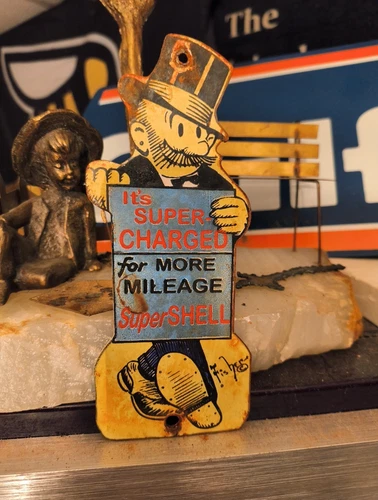 The
It's
SUPER-
CHARGED
for MORE
MILEAGE
SuperSHELL